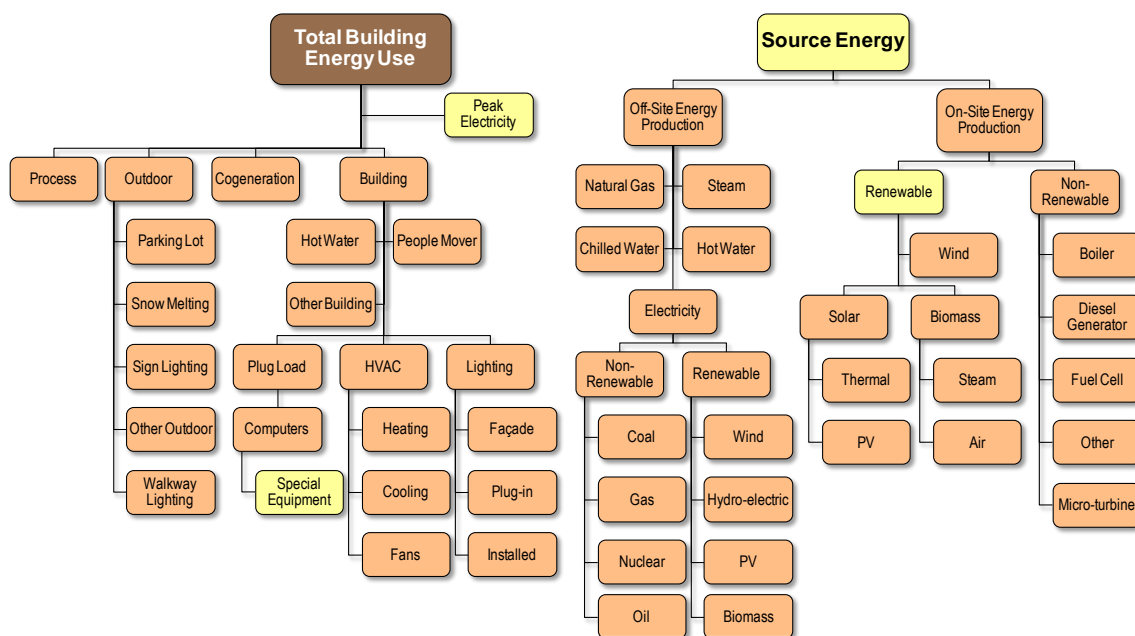 Total Building
Energy Use
Peak
Electricity
Process
Outdoor
Cogeneration
Building
Parking Lot
Snow Melting
Sign Lighting
Other Outdoor
Walkway
Lighting
Hot Water
People Mover
Other Building
Plug Load
HVAC
Lighting
Computers
Special
Equipment
Heating
Cooling
Fans
Façade
Plug-in
Installed
Source Energy
Off-Site Energy
Production
On-Site Energy
Production
Natural Gas
Steam
Chilled Water
Hot Water
Electricity
Non-
Renewable
Renewable
Coal
Gas
Nuclear
Oil
Wind
Hydro-electric
PV
Biomass
Renewable
Non-
Renewable
Wind
Solar
Biomass
Thermal
PV
Steam
Air
Boiler
Diesel
Generator
Fuel Cell
Other
Micro-turbine